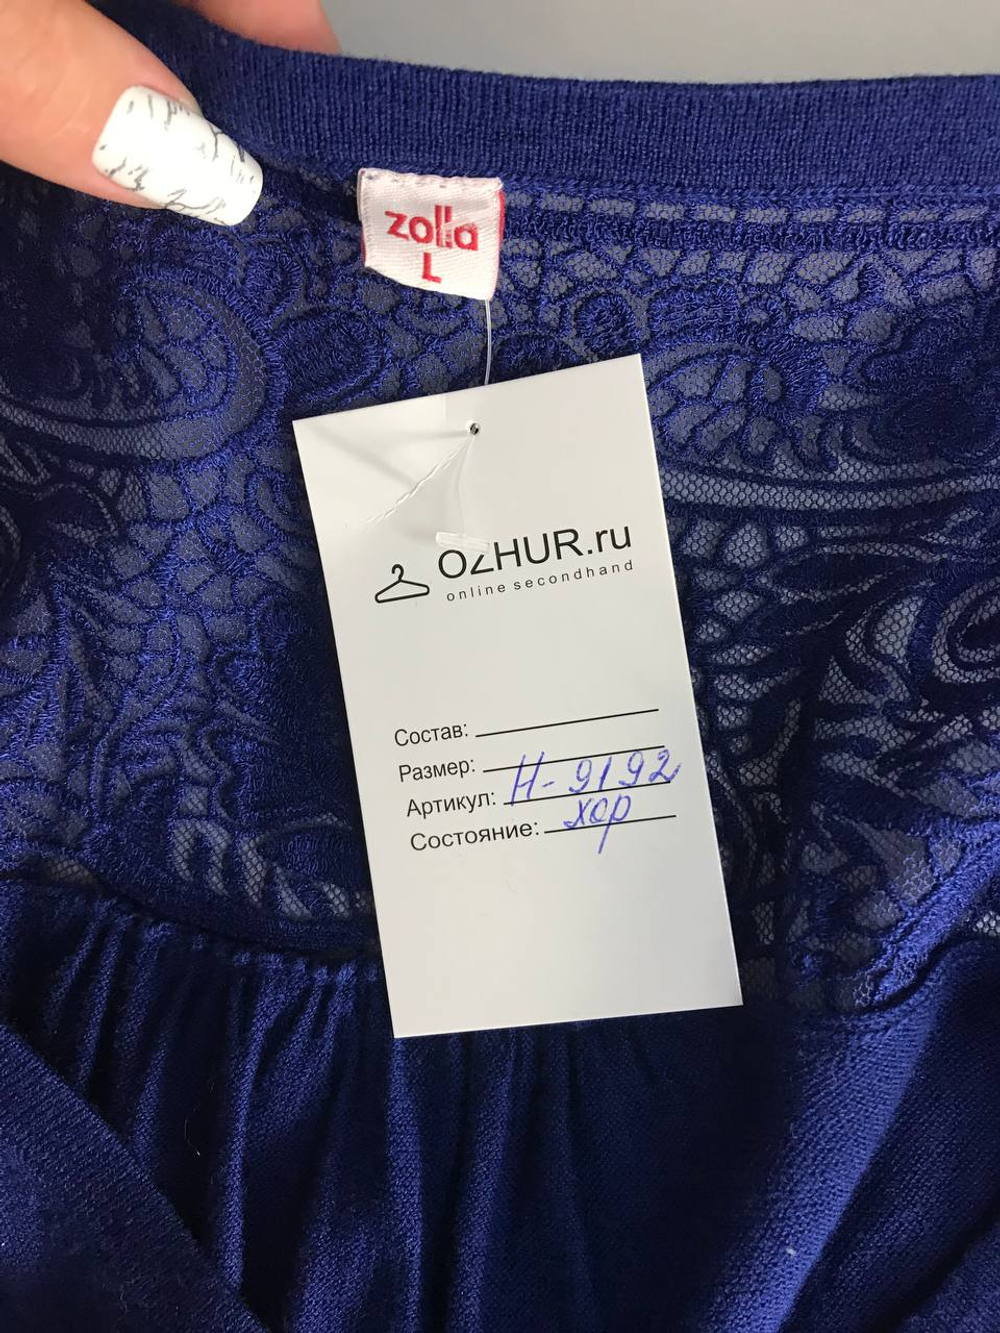 zolla
L
OZHUR.ru
online secondhand
Состав:
Размер:
Артикул: Н-9192
Состояние: хор